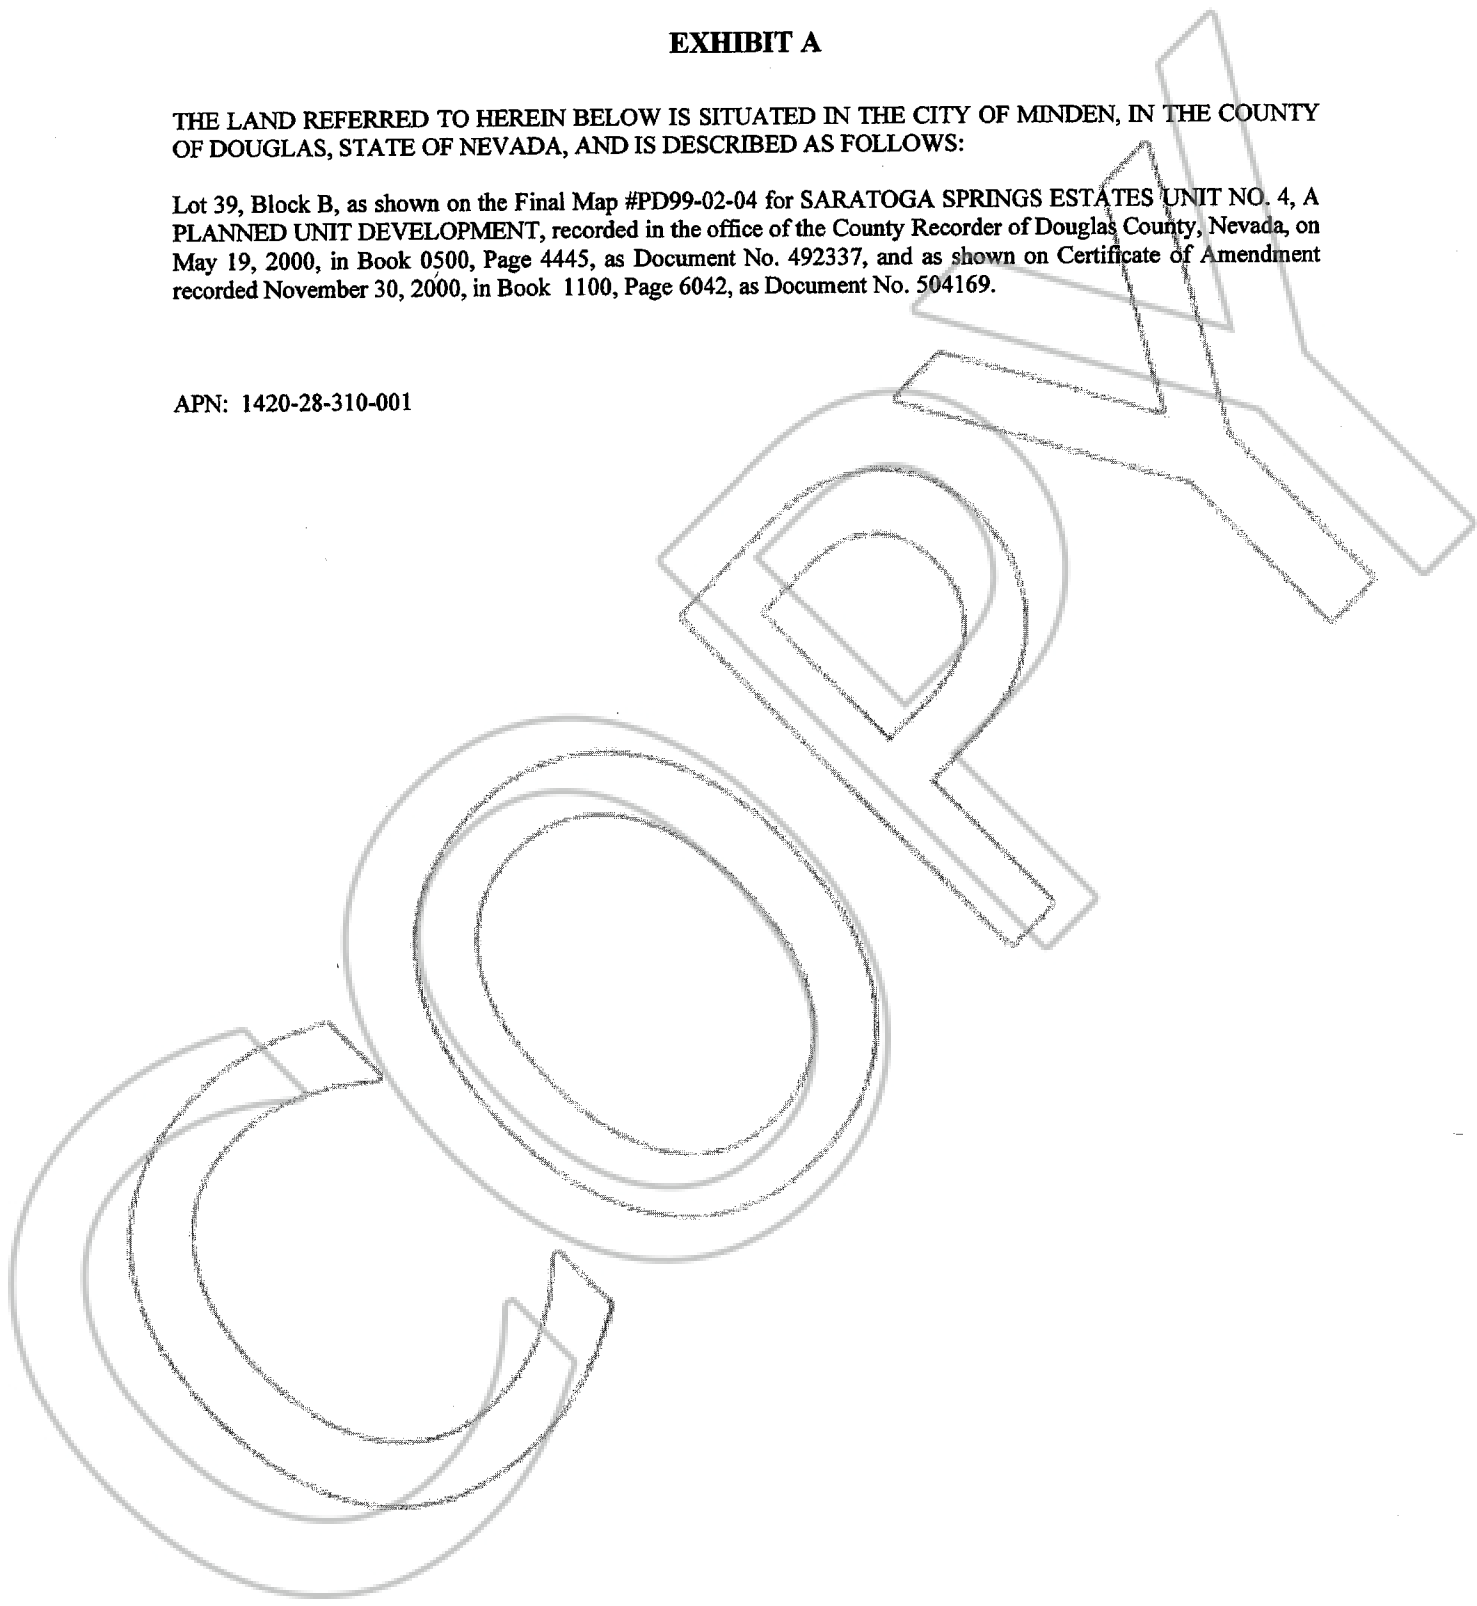 EXHIBIT A
THE LAND REFERRED TO HEREIN BELOW IS SITUATED IN THE CITY OF MINDEN, IN THE COUNTY
OF DOUGLAS, STATE OF NEVADA, AND IS DESCRIBED AS FOLLOWS:
Lot 39, Block B, as shown on the Final Map #PD99-02-04 for SARATOGA SPRINGS ESTATES UNIT NO. 4, A
PLANNED UNIT DEVELOPMENT, recorded in the office of the County Recorder of Douglas County, Nevada, on
May 19, 2000, in Book 0500, Page 4445, as Document No. 492337, and as shown on Certificate of Amendment
recorded November 30, 2000, in Book 1100, Page 6042, as Document No. 504169.
APN: 1420-28-310-001
COPY